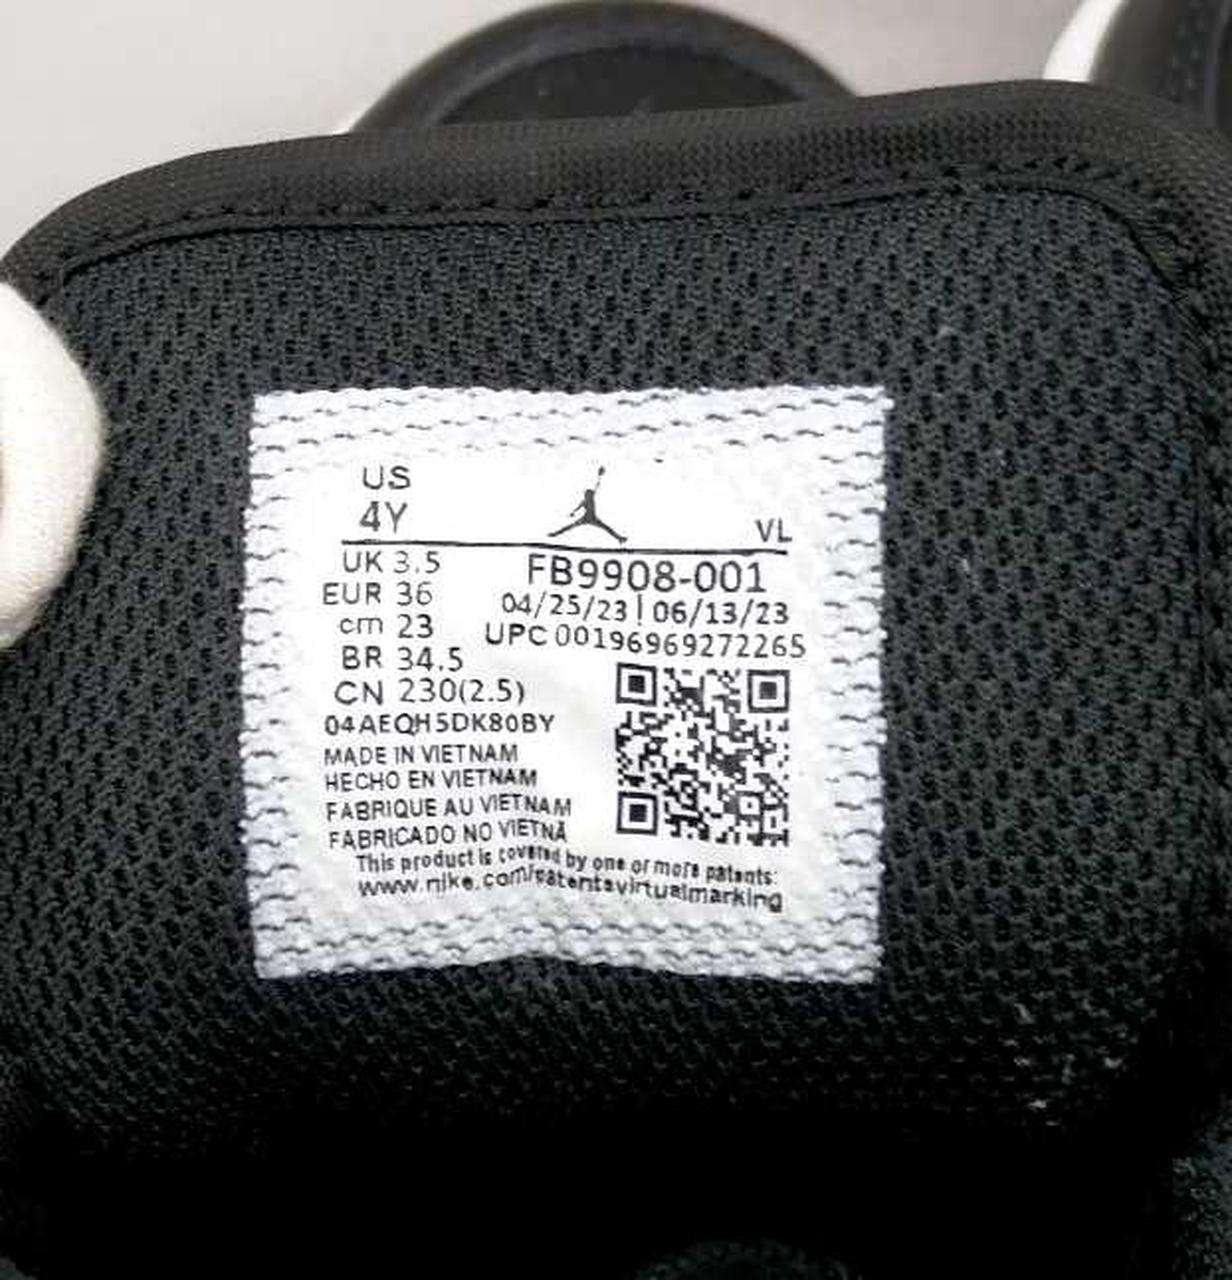 US
4Y
VL
UK 3.5
EUR 36
cm 23
BR 34.5
CN 230(2.5)
FB9908-001
04/25/23 | 06/13/23
UPC 00196969272265
04AEQH5DK80BY
MADE IN VIETNAM
HECHO EN VIETNAM
FABRIQUE AU VIETNAM
FABRICADO NO VIETNÃ
This product is covered by one or more patents:
www.nike.com/patentsvirtualmarking